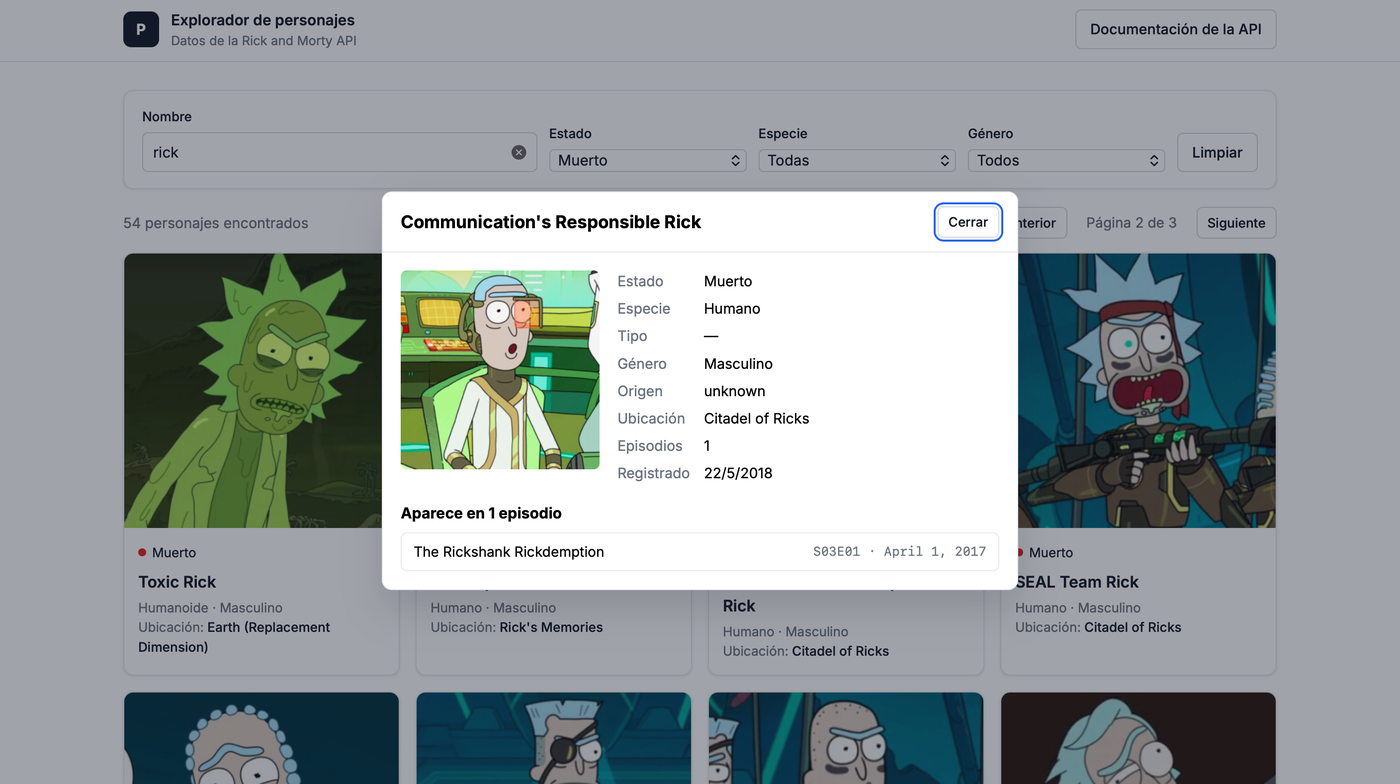 P
Explorador de personajes
Datos de la Rick and Morty API
Documentación de la API
Nombre
rick
Estado
Muerto
Especie
Todas
Género
Todos
Limpiar
54 personajes encontrados
Página 2 de 3
Siguiente
Communication's Responsible Rick
Cerrar
Estado Muerto
Especie Humano
Tipo —
Género Masculino
Origen unknown
Ubicación Citadel of Ricks
Episodios 1
Registrado 22/5/2018
Aparece en 1 episodio
The Rickshank Rickdemption S03E01 · April 1, 2017
Muerto
Toxic Rick
Humanoide · Masculino
Ubicación: Earth (Replacement
Dimension)
Humano · Masculino
Ubicación: Rick's Memories
Rick
Humano · Masculino
Ubicación: Citadel of Ricks
Muerto
SEAL Team Rick
Humano · Masculino
Ubicación: Citadel of Ricks